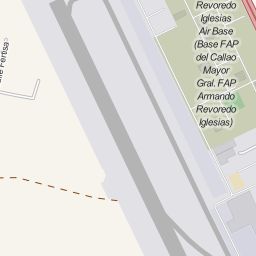 Revoredo
Iglesias
Air Base
(Base FAP
del Callao
Mayor
Gral. FAP
Armando
Revoredo
Iglesias)